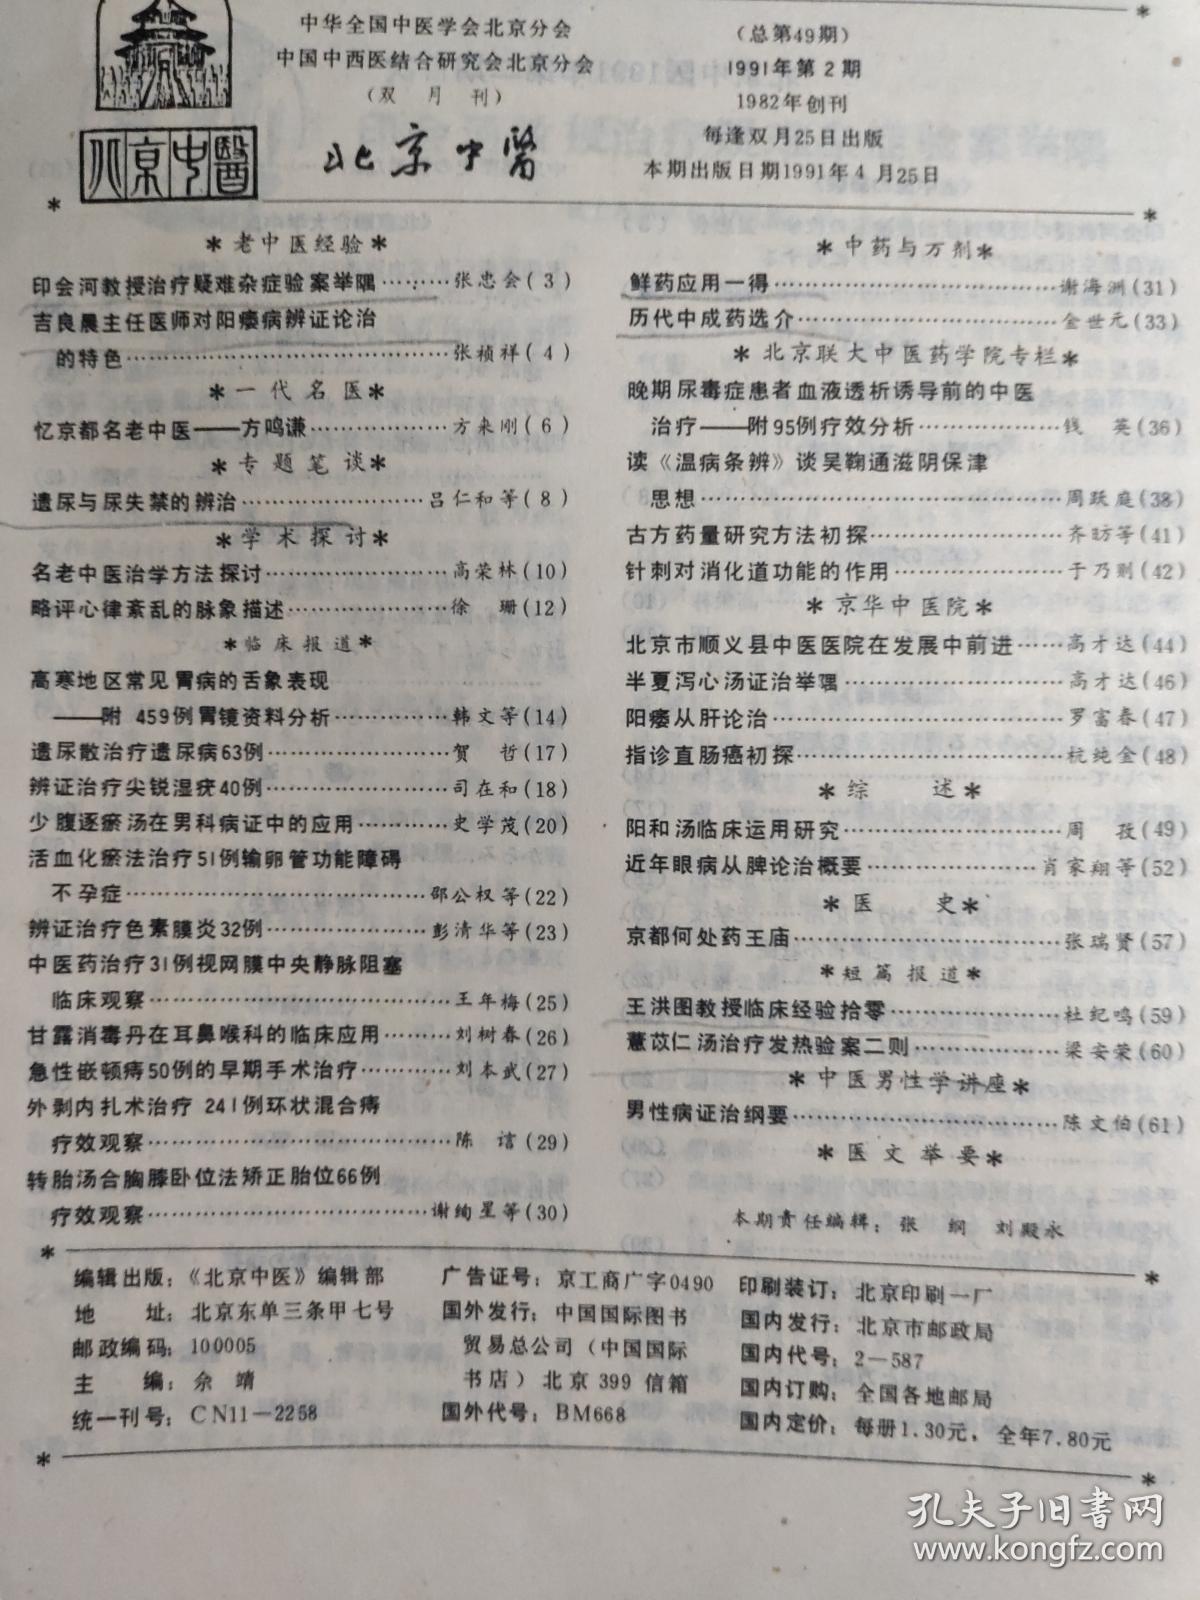 中华全国中医学会北京分会
中国中西医结合研究会北京分会
（双 月 刊）
北京中醫
北京中醫
（总第49期）
1991年第2期
1982年创刊
每逢双月25日出版
本期出版日期1991年4月25日
＊老中医经验＊
印会河教授治疗疑难杂症验案举隅………张忠会(3)
吉良晨主任医师对阳痿病辨证论治
的特色……………………………………张祯祥(4)
＊一代名医＊
忆京都名老中医——方鸣谦………………方来刚(6)
＊专题笔谈＊
遗尿与尿失禁的辨治……………………吕仁和等(8)
＊学术探讨＊
名老中医治学方法探讨……………………高荣林(10)
略评心律紊乱的脉象描述…………………徐 珊(12)
＊临床报道＊
高寒地区常见胃病的舌象表现
——附 459例胃镜资料分析……………韩文等(14)
遗尿散治疗遗尿病63例……………………贺 哲(17)
辨证治疗尖锐湿疣40例……………………司在和(18)
少腹逐瘀汤在男科病证中的应用…………史学茂(20)
活血化瘀法治疗51例输卵管功能障碍
不孕症…………………………………邵公权等(22)
辨证治疗色素膜炎32例…………………彭清华等(23)
中医药治疗31例视网膜中央静脉阻塞
临床观察…………………………………王年梅(25)
甘露消毒丹在耳鼻喉科的临床应用………刘树春(26)
急性嵌顿痔50例的早期手术治疗…………刘本武(27)
外剥内扎术治疗 241例环状混合痔
疗效观察…………………………………陈 诘(29)
转胎汤合胸膝卧位法矫正胎位66例
疗效观察………………………………谢绚星等(30)
＊中药与方剂＊
鲜药应用一得………………………………谢海洲(31)
历代中成药选介……………………………金世元(33)
＊北京联大中医药学院专栏＊
晚期尿毒症患者血液透析诱导前的中医
治疗——附95例疗效分析………………钱 英(36)
读《温病条辨》谈吴鞠通滋阴保津
思想………………………………………周跃庭(38)
古方药量研究方法初探……………………齐昉等(41)
针刺对消化道功能的作用…………………于乃则(42)
＊京华中医院＊
北京市顺义县中医医院在发展中前进……高才达(44)
半夏泻心汤证治举隅………………………高才达(46)
阳痿从肝论治………………………………罗富春(47)
指诊直肠癌初探……………………………杭纯金(48)
＊综 述＊
阳和汤临床运用研究………………………周 孜(49)
近年眼病从脾论治概要…………………肖家翔等(52)
＊医 史＊
京都何处药王庙……………………………张瑞贤(57)
＊短篇报道＊
王洪图教授临床经验拾零…………………杜纪鸣(59)
薏苡仁汤治疗发热验案二则………………梁安荣(60)
＊中医男性学讲座＊
男性病证治纲要……………………………陈文伯(61)
＊医文举要＊
本期责任编辑：张 纲 刘殿永
编辑出版：《北京中医》编辑部
地 址：北京东单三条甲七号
邮政编码：100005
主 编：佘 靖
统一刊号：CN11—2258
广告证号：京工商广字0490
国外发行：中国国际图书
贸易总公司（中国国际
书店）北京 399 信箱
国外代号：BM668
印刷装订：北京印刷一厂
国内发行：北京市邮政局
国内代号：2—587
国内订购：全国各地邮局
国内定价：每册1.30元，全年7.80元
孔夫子旧书网
www.kongfz.com